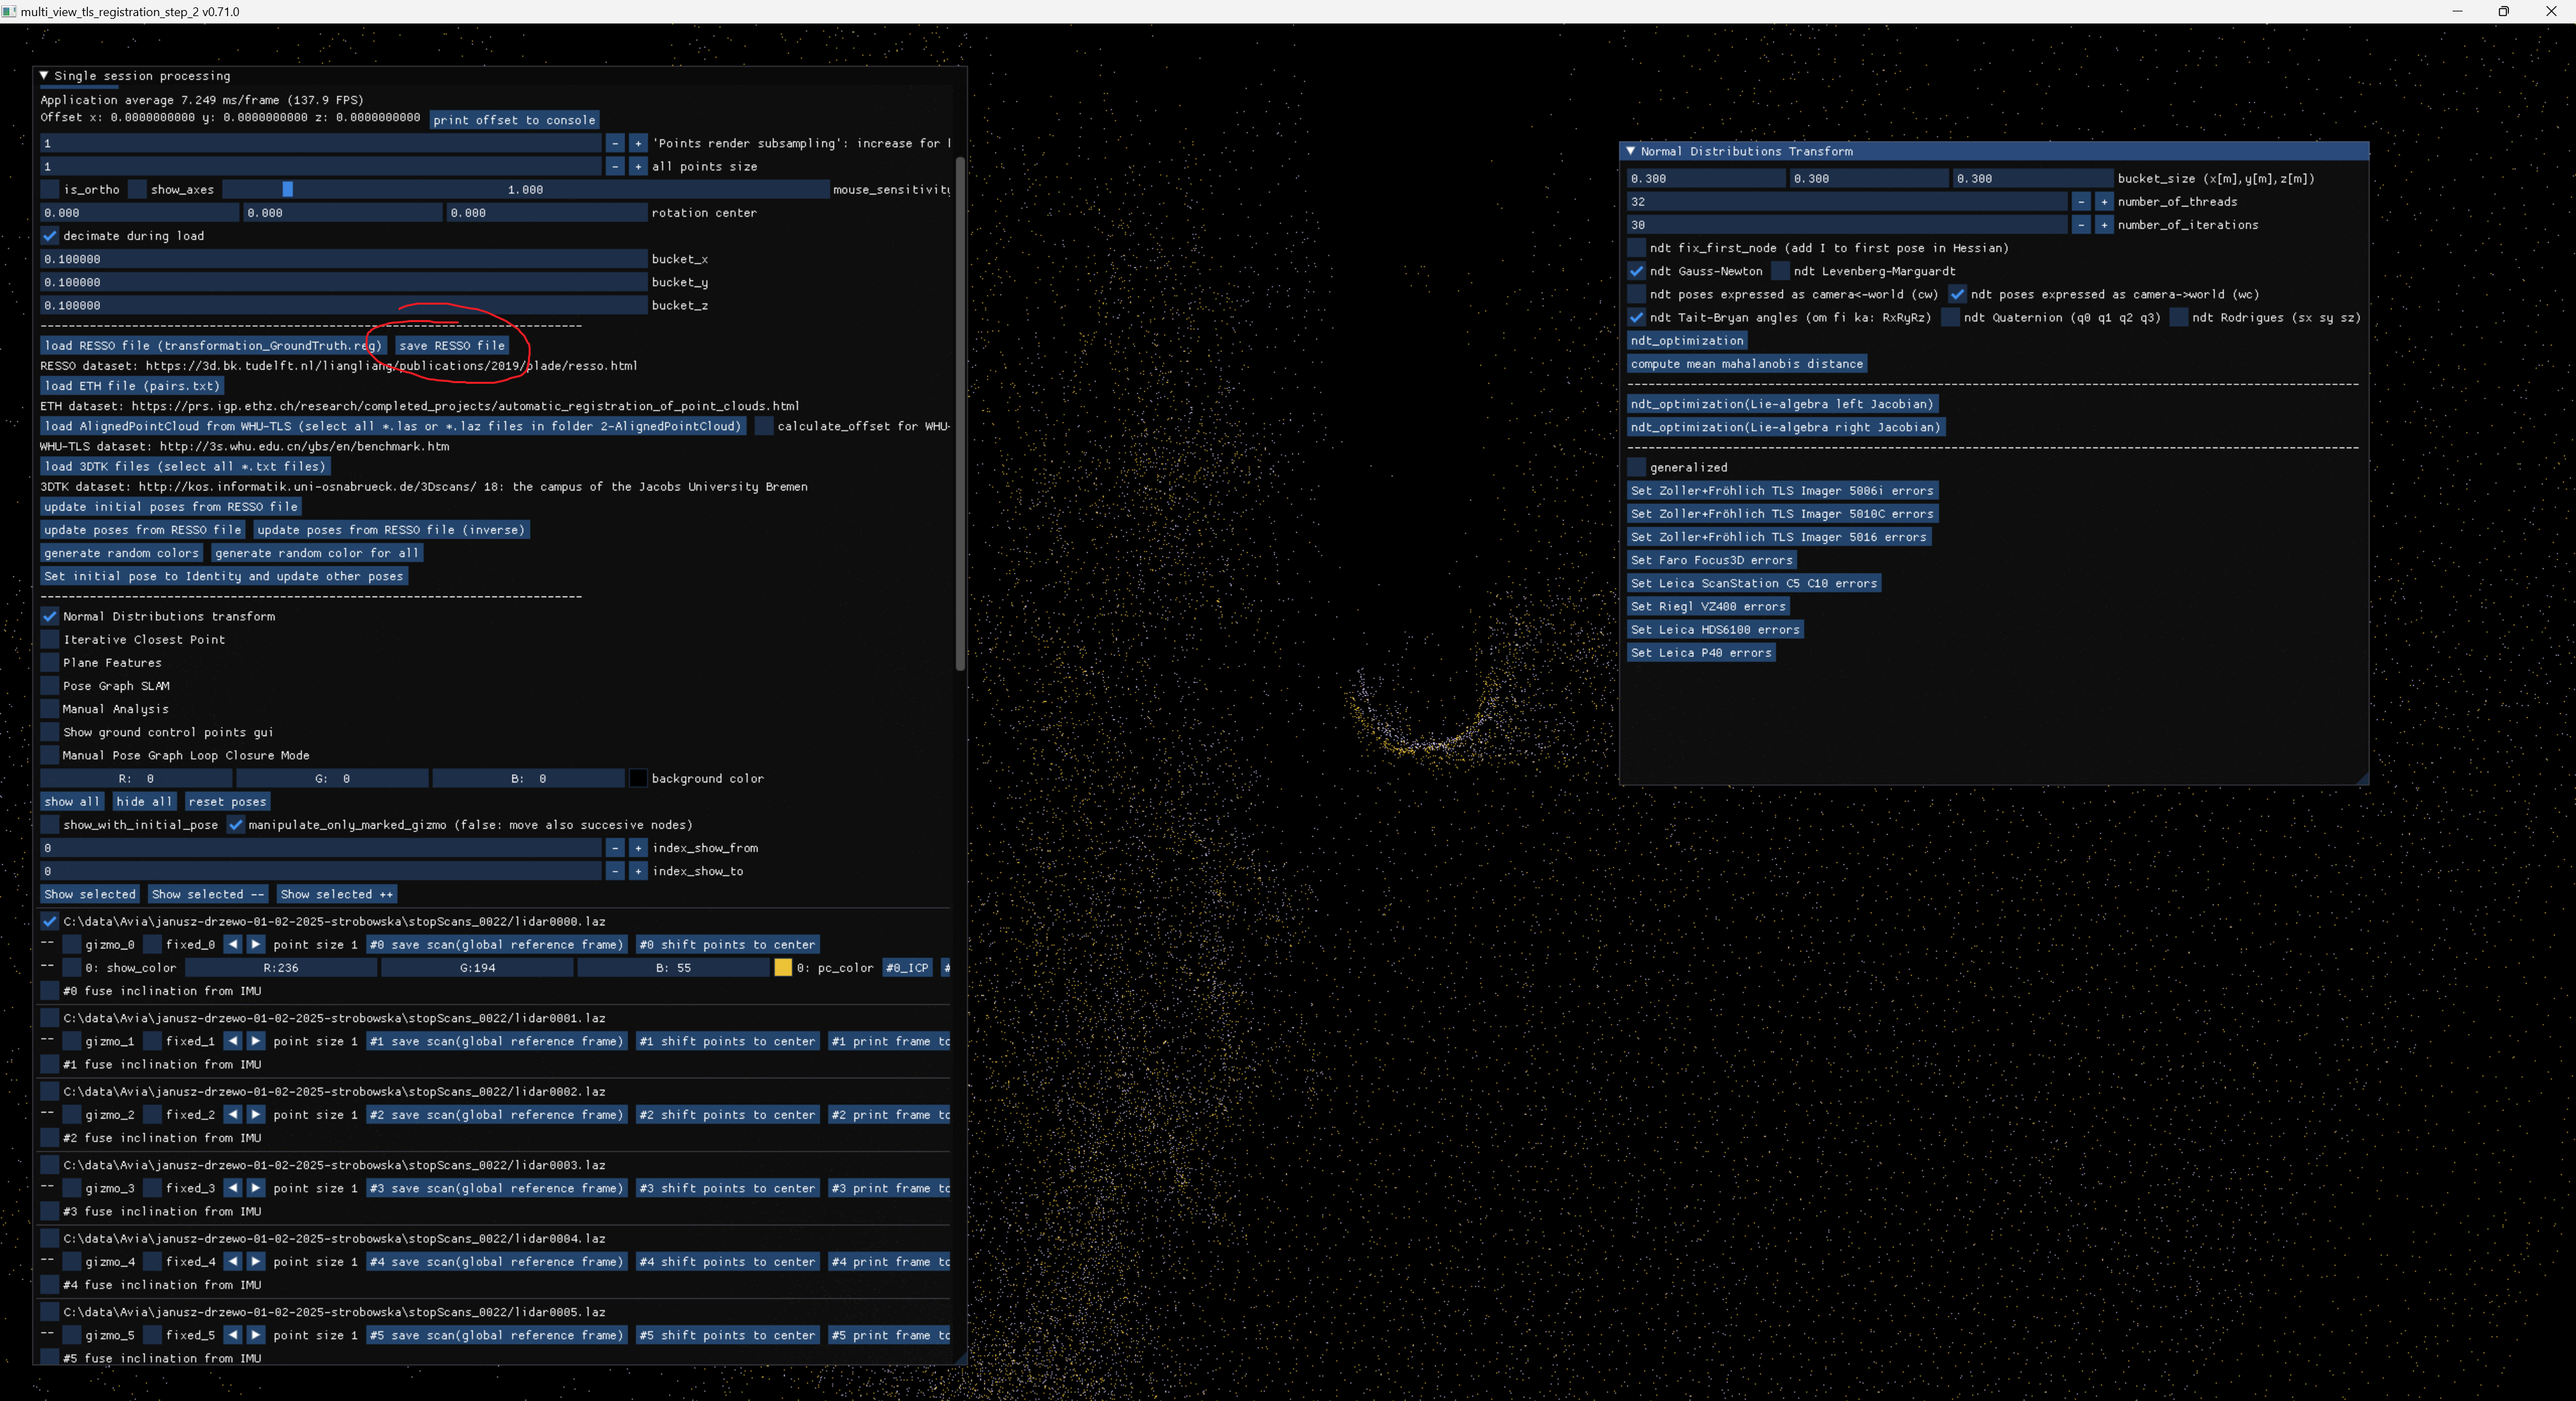 multi_view_tls_registration_step_2 v0.71.0
Single session processing
Application average 7.249 ms/frame (137.9 FPS)
Offset x: 0.0000000000 y: 0.0000000000 z: 0.0000000000 print offset to console
1 - + 'Points render subsampling': increase for
1 - + all points size
is_ortho show_axes 1.000 mouse_sensitivity
0.000 0.000 0.000 rotation center
decimate during load
0.100000 bucket_x
0.100000 bucket_y
0.100000 bucket_z
--------------------------------------------------------------------------------
load RESSO file (transformation_GroundTruth.reg) save RESSO file
RESSO dataset: https://3d.bk.tudelft.nl/liangliang/publications/2019/plade/resso.html
load ETH file (pairs.txt)
ETH dataset: https://prs.igp.ethz.ch/research/completed_projects/automatic_registration_of_point_clouds.html
load AlignedPointCloud from WHU-TLS (select all *.las or *.laz files in folder 2-AlignedPointCloud) calculate_offset for WHU-
WHU-TLS dataset: http://3s.whu.edu.cn/ybs/en/benchmark.htm
load 3DTK files (select all *.txt files)
3DTK dataset: http://kos.informatik.uni-osnabrueck.de/3Dscans/ 18: the campus of the Jacobs University Bremen
update initial poses from RESSO file
update poses from RESSO file update poses from RESSO file (inverse)
generate random colors generate random color for all
Set initial pose to Identity and update other poses
--------------------------------------------------------------------------------
Normal Distributions transform
Iterative Closest Point
Plane Features
Pose Graph SLAM
Manual Analysis
Show ground control points gui
Manual Pose Graph Loop Closure Mode
R: 0 G: 0 B: 0 background color
show all hide all reset poses
show_with_initial_pose manipulate_only_marked_gizmo (false: move also succesive nodes)
0 - + index_show_from
0 - + index_show_to
Show selected Show selected -- Show selected ++
C:\data\Avia\janusz-drzewo-01-02-2025-strobowska\stopScans_0022/lidar0000.laz
-- gizmo_0 fixed_0 point size 1 #0 save scan(global reference frame) #0 shift points to center
-- 0: show_color R:236 G:194 B: 55 0: pc_color #0_ICP #
#0 fuse inclination from IMU
C:\data\Avia\janusz-drzewo-01-02-2025-strobowska\stopScans_0022/lidar0001.laz
-- gizmo_1 fixed_1 point size 1 #1 save scan(global reference frame) #1 shift points to center #1 print frame to
#1 fuse inclination from IMU
C:\data\Avia\janusz-drzewo-01-02-2025-strobowska\stopScans_0022/lidar0002.laz
-- gizmo_2 fixed_2 point size 1 #2 save scan(global reference frame) #2 shift points to center #2 print frame to
#2 fuse inclination from IMU
C:\data\Avia\janusz-drzewo-01-02-2025-strobowska\stopScans_0022/lidar0003.laz
-- gizmo_3 fixed_3 point size 1 #3 save scan(global reference frame) #3 shift points to center #3 print frame to
#3 fuse inclination from IMU
C:\data\Avia\janusz-drzewo-01-02-2025-strobowska\stopScans_0022/lidar0004.laz
-- gizmo_4 fixed_4 point size 1 #4 save scan(global reference frame) #4 shift points to center #4 print frame to
#4 fuse inclination from IMU
C:\data\Avia\janusz-drzewo-01-02-2025-strobowska\stopScans_0022/lidar0005.laz
-- gizmo_5 fixed_5 point size 1 #5 save scan(global reference frame) #5 shift points to center #5 print frame to
#5 fuse inclination from IMU
Normal Distributions Transform
0.300 0.300 0.300 bucket_size (x[m],y[m],z[m])
32 - + number_of_threads
30 - + number_of_iterations
ndt fix_first_node (add I to first pose in Hessian)
ndt Gauss-Newton ndt Levenberg-Marguardt
ndt poses expressed as camera<-world (cw) ndt poses expressed as camera->world (wc)
ndt Tait-Bryan angles (om fi ka: RxRyRz) ndt Quaternion (q0 q1 q2 q3) ndt Rodrigues (sx sy sz)
ndt_optimization
compute mean mahalanobis distance
--------------------------------------------------------------------------------
ndt_optimization(Lie-algebra left Jacobian)
ndt_optimization(Lie-algebra right Jacobian)
--------------------------------------------------------------------------------
generalized
Set Zoller+Fröhlich TLS Imager 5006i errors
Set Zoller+Fröhlich TLS Imager 5010C errors
Set Zoller+Fröhlich TLS Imager 5016 errors
Set Faro Focus3D errors
Set Leica ScanStation C5 C10 errors
Set Riegl VZ400 errors
Set Leica HDS6100 errors
Set Leica P40 errors